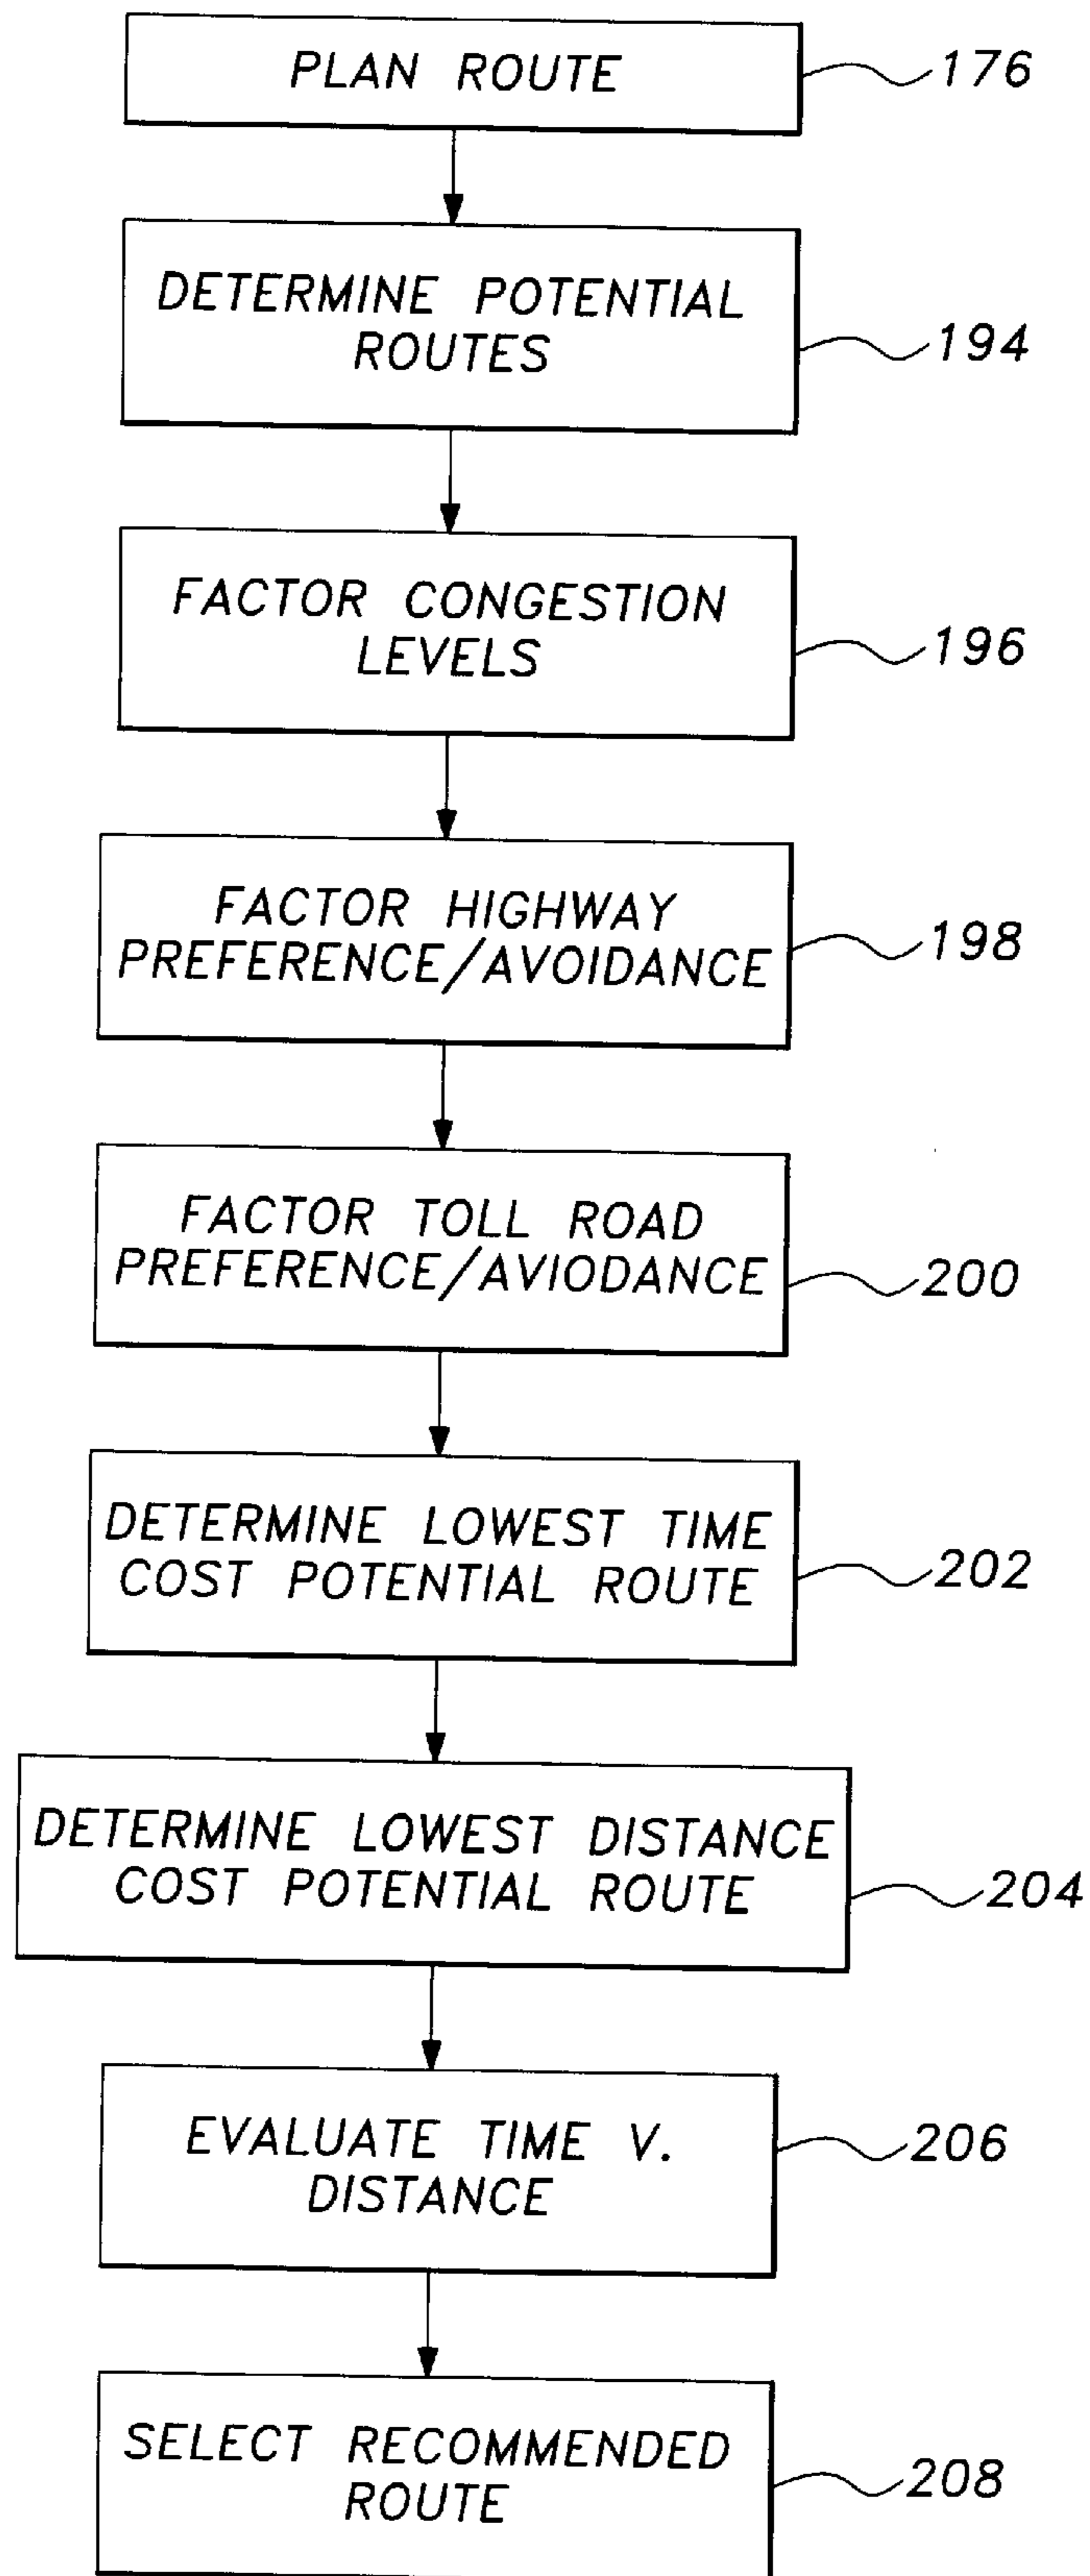 PLAN ROUTE
176
DETERMINE POTENTIAL
ROUTES
194
FACTOR CONGESTION
LEVELS
196
FACTOR HIGHWAY
PREFERENCE/AVOIDANCE
198
FACTOR TOLL ROAD
PREFERENCE/AVIODANCE
200
DETERMINE LOWEST TIME
COST POTENTIAL ROUTE
202
DETERMINE LOWEST DISTANCE
COST POTENTIAL ROUTE
204
EVALUATE TIME V.
DISTANCE
206
SELECT RECOMMENDED
ROUTE
208